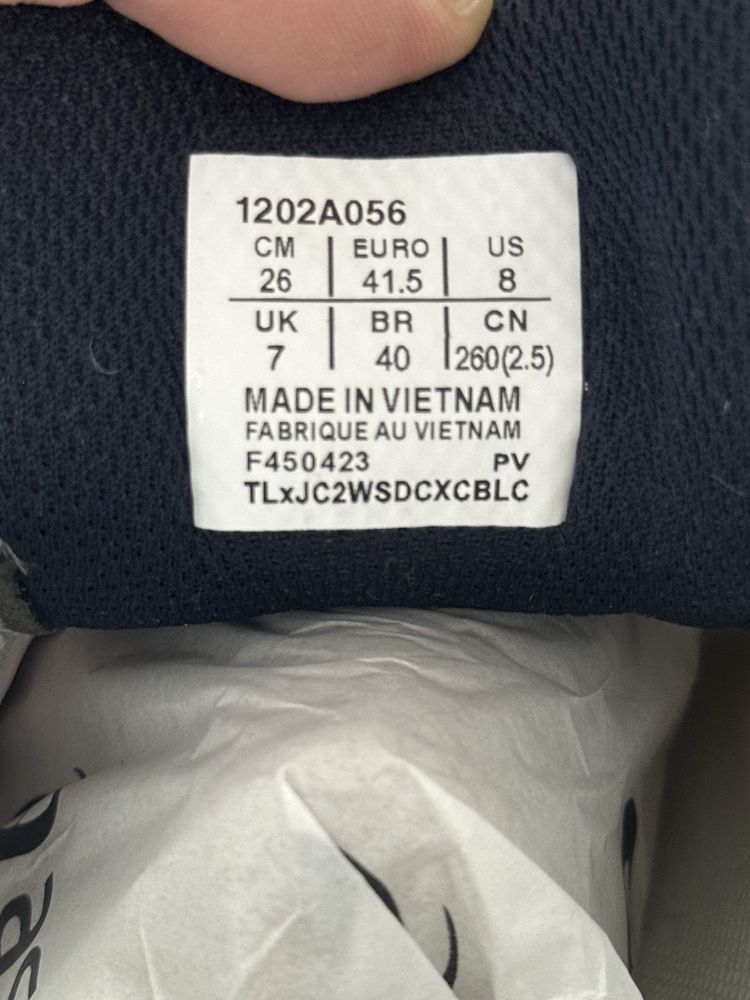 1202A056
CM | EURO | US
26 | 41.5 | 8
UK | BR | CN
7 | 40 | 260(2.5)
MADE IN VIETNAM
FABRIQUE AU VIETNAM
F450423 PV
TLxJC2WSDCXCBLC